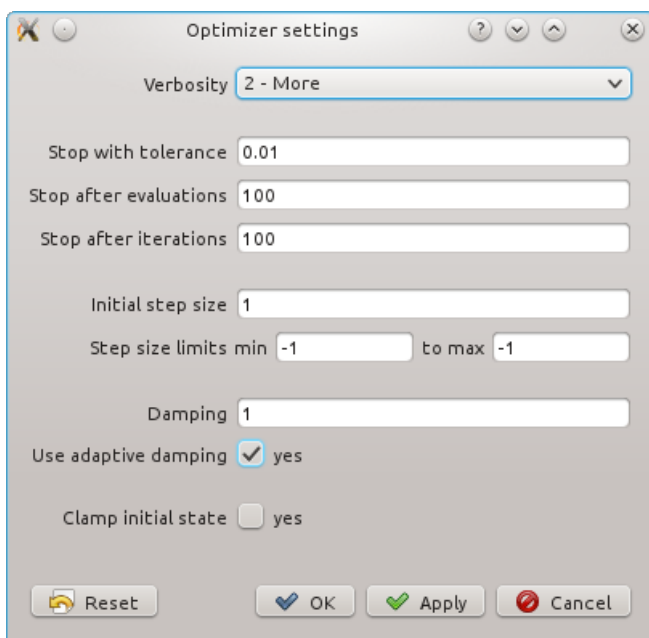 Optimizer settings
?
Verbosity 2 - More
Stop with tolerance 0.01
Stop after evaluations 100
Stop after iterations 100
Initial step size 1
Step size limits min -1 to max -1
Damping 1
Use adaptive damping yes
Clamp initial state yes
Reset OK Apply Cancel